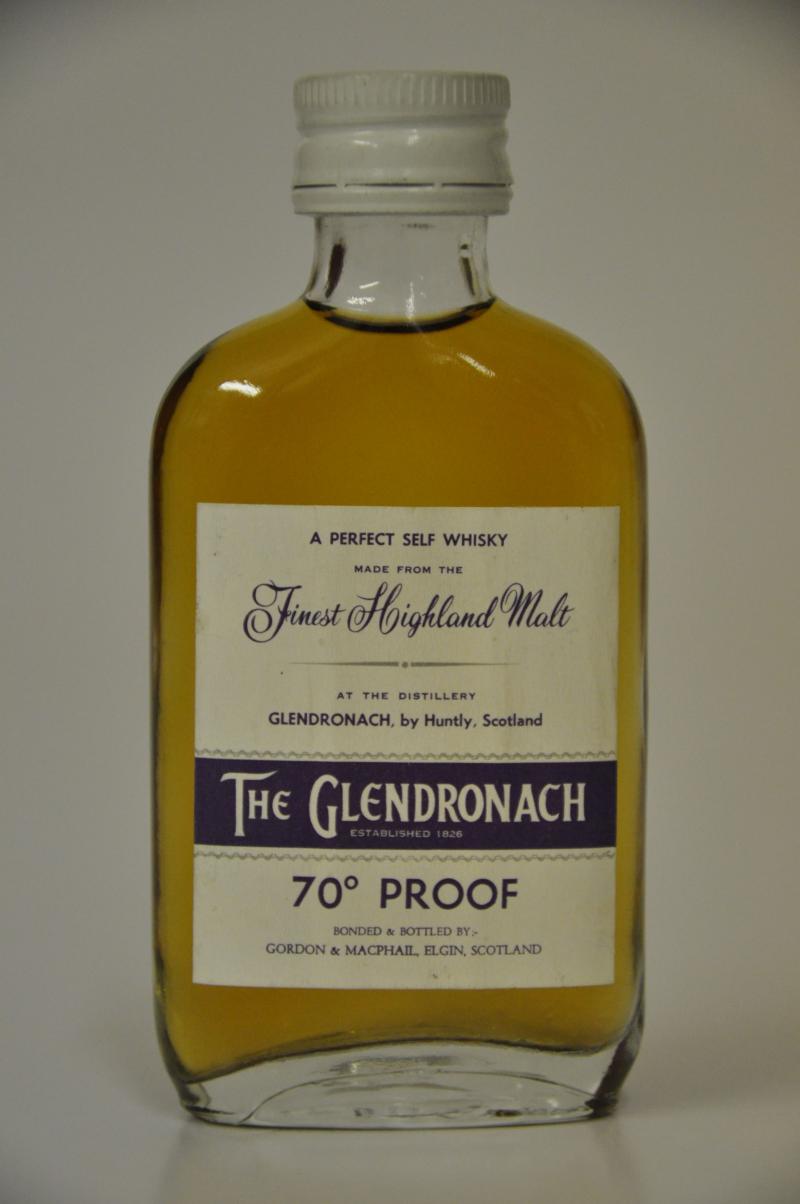 A PERFECT SELF WHISKY
MADE FROM THE
Finest Highland Malt
AT THE DISTILLERY
GLENDRONACH, by Huntly, Scotland
THE GLENDRONACH
ESTABLISHED 1826
70° PROOF
BONDED & BOTTLED BY:-
GORDON & MACPHAIL, ELGIN, SCOTLAND